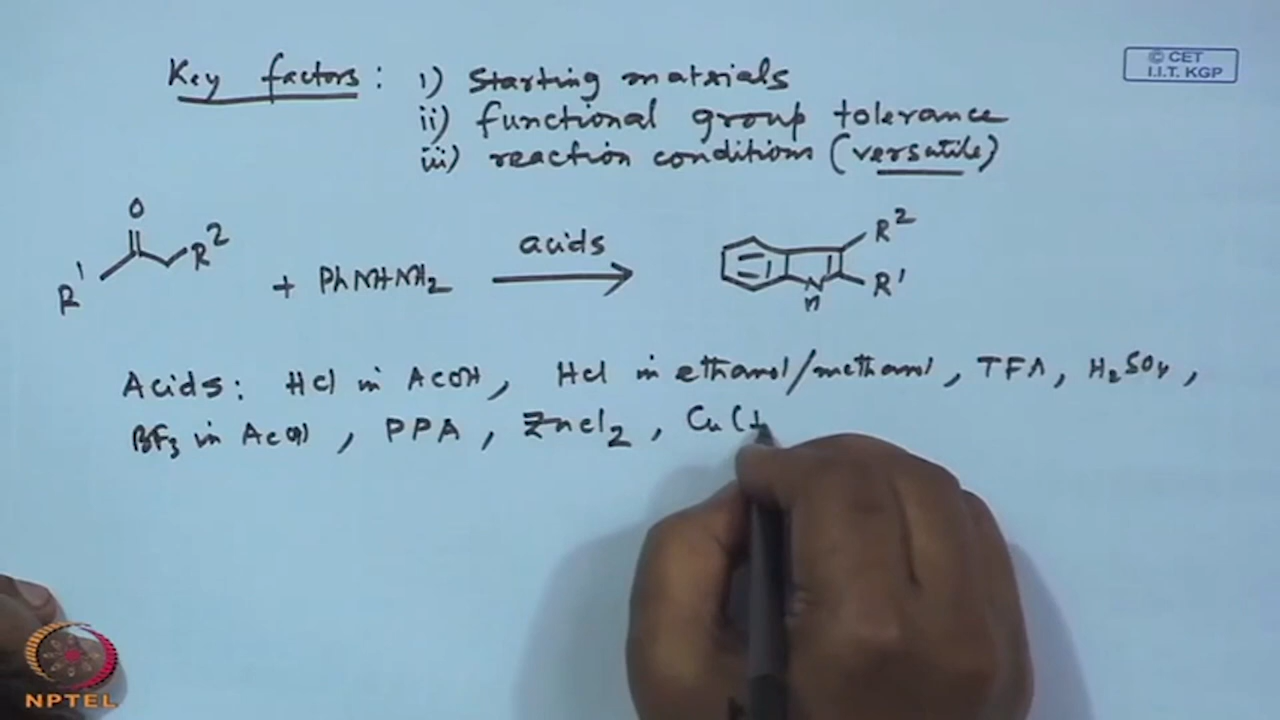 © CET
I.I.T. KGP
Key factors: i) Starting materials
ii) functional group tolerance
iii) reaction conditions (versatile)
O
R¹ R² + PhNHNH₂ acids R²
R¹
N
H
Acids: HCl in AcOH, HCl in ethanol/methanol, TFA, H₂SO₄,
BF₃ in AcOH, PPA, ZnCl₂, Cu(
NPTEL